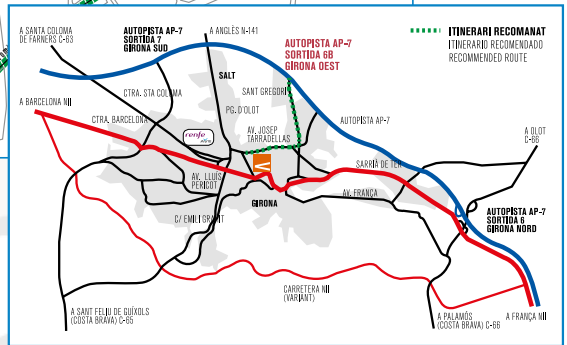 A SANTA COLOMA
DE FARNERS C-63
AUTOPISTA AP-7
SORTIDA 7
GIRONA SUD
A ANGLÈS N-141
AUTOPISTA AP-7
SORTIDA 6B
GIRONA OEST
ITINERARI RECOMANAT
ITINERARIO RECOMENDADO
RECOMMENDED ROUTE
SALT
SANT GREGORI
CTRA. STA COLOMA
PG. D'OLOT
A BARCELONA NII
CTRA. BARCELONA
AUTOPISTA AP-7
AV. JOSEP
TARRADELLAS
renfe
A OLOT
C-66
SARRIÀ DE TER
AV. LLUÍS
PERICOT
AV. FRANÇA
GIRONA
AUTOPÍSTA AP-7
SORTIDA 6
GIRONA NORD
C/ EMILI GRAHIT
CARRETERA NII
(VARIANT)
A SANT FELIU DE GUÍXOLS
(COSTA BRAVA) C-65
A PALAMÓS
(COSTA BRAVA) C-66
A FRANÇA NII